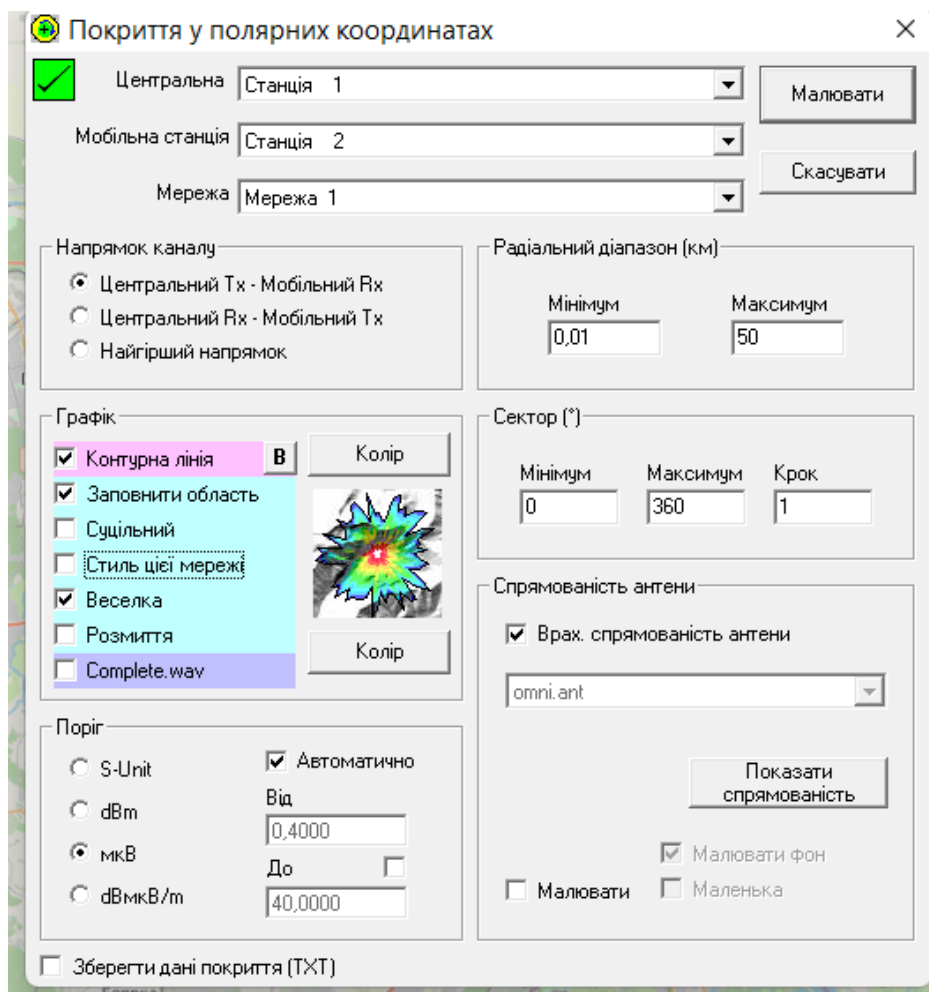 Покриття у полярних координатах
Центральна Станція 1
Малювати
Мобільна станція Станція 2
Скасувати
Мережа Мережа 1
Напрямок каналу
Центральний Tx - Мобільний Rx
Центральний Rx - Мобільний Tx
Найгірший напрямок
Радіальний діапазон (км)
Мінімум Максимум
0,01 50
Графік
Контурна лінія B
Колір
Заповнити область
Суцільний
Стиль цієї мережі
Веселка
Розмиття
Complete.wav
Колір
Сектор (°)
Мінімум Максимум Крок
0 360 1
Спрямованість антени
Врах. спрямованість антени
omni.ant
Показати
спрямованість
Малювати фон
Малювати Маленька
Поріг
S-Unit
Автоматично
dBm
Від
0,4000
мкВ
До
dBмкВ/m
40,0000
Зберегти дані покриття (TXT)